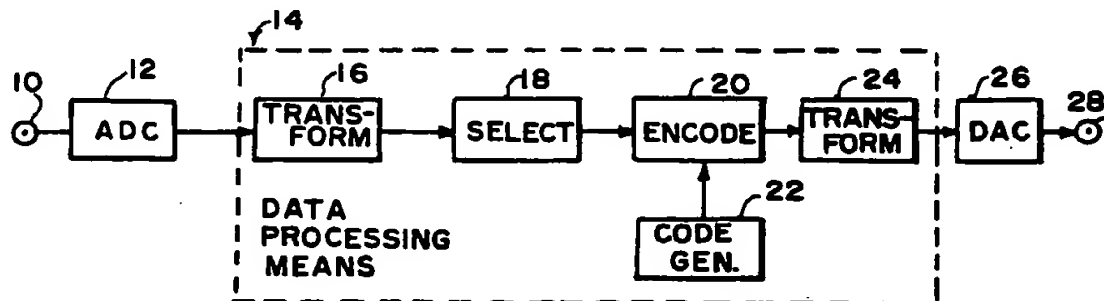 14
10
12
16
18
20
24
26
28
ADC
TRANS-
FORM
SELECT
ENCODE
TRANS-
FORM
DAC
22
CODE
GEN.
DATA
PROCESSING
MEANS